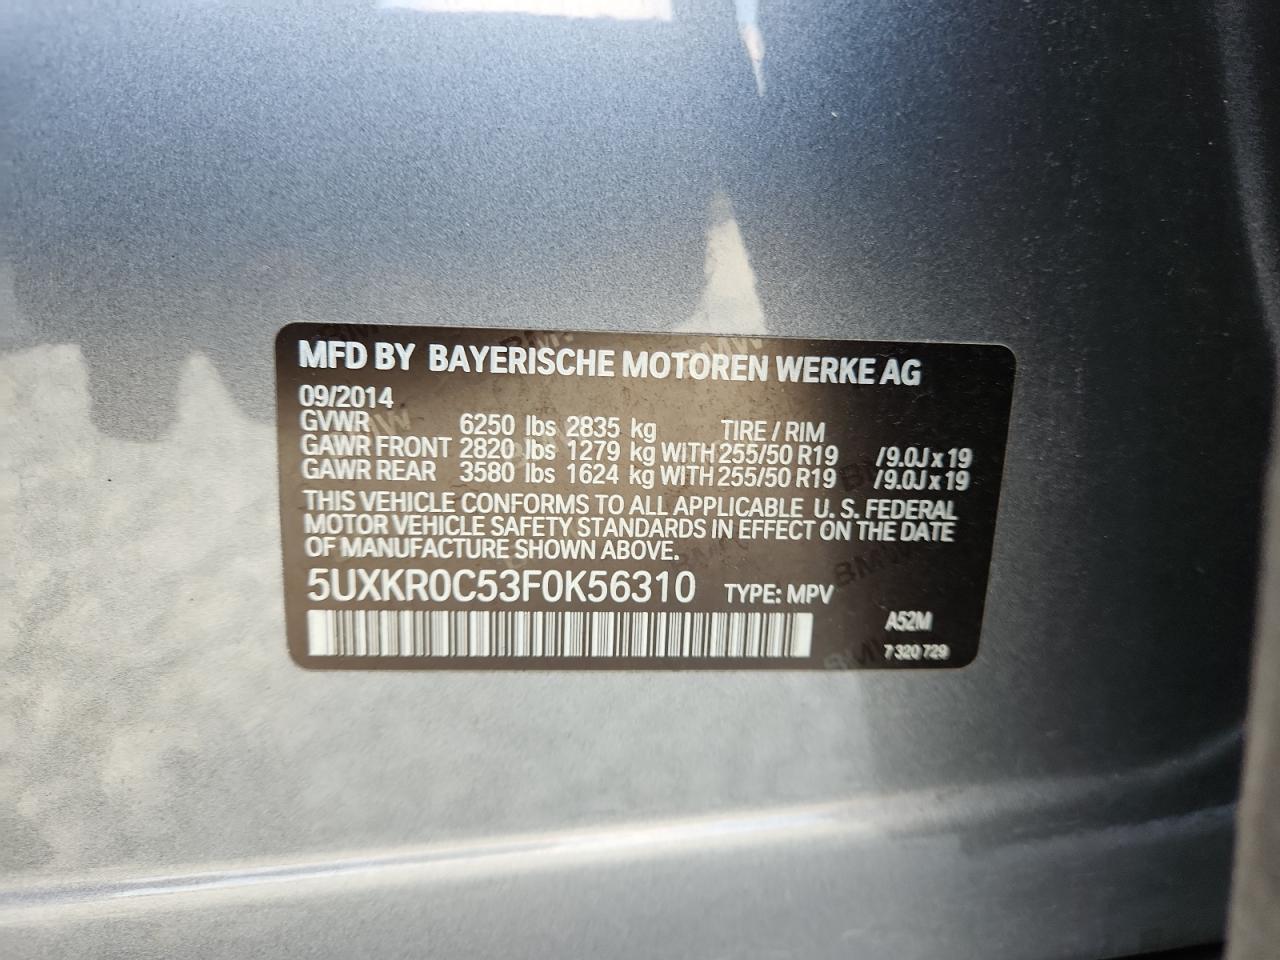 MFD BY BAYERISCHE MOTOREN WERKE AG
09/2014
GVWR 6250 lbs 2835 kg TIRE / RIM
GAWR FRONT 2820 lbs 1279 kg WITH 255/50 R19 /9.0J x 19
GAWR REAR 3580 lbs 1624 kg WITH 255/50 R19 /9.0J x 19
THIS VEHICLE CONFORMS TO ALL APPLICABLE U. S. FEDERAL
MOTOR VEHICLE SAFETY STANDARDS IN EFFECT ON THE DATE
OF MANUFACTURE SHOWN ABOVE.
5UXKR0C53F0K56310 TYPE: MPV
A52M
7 320 729